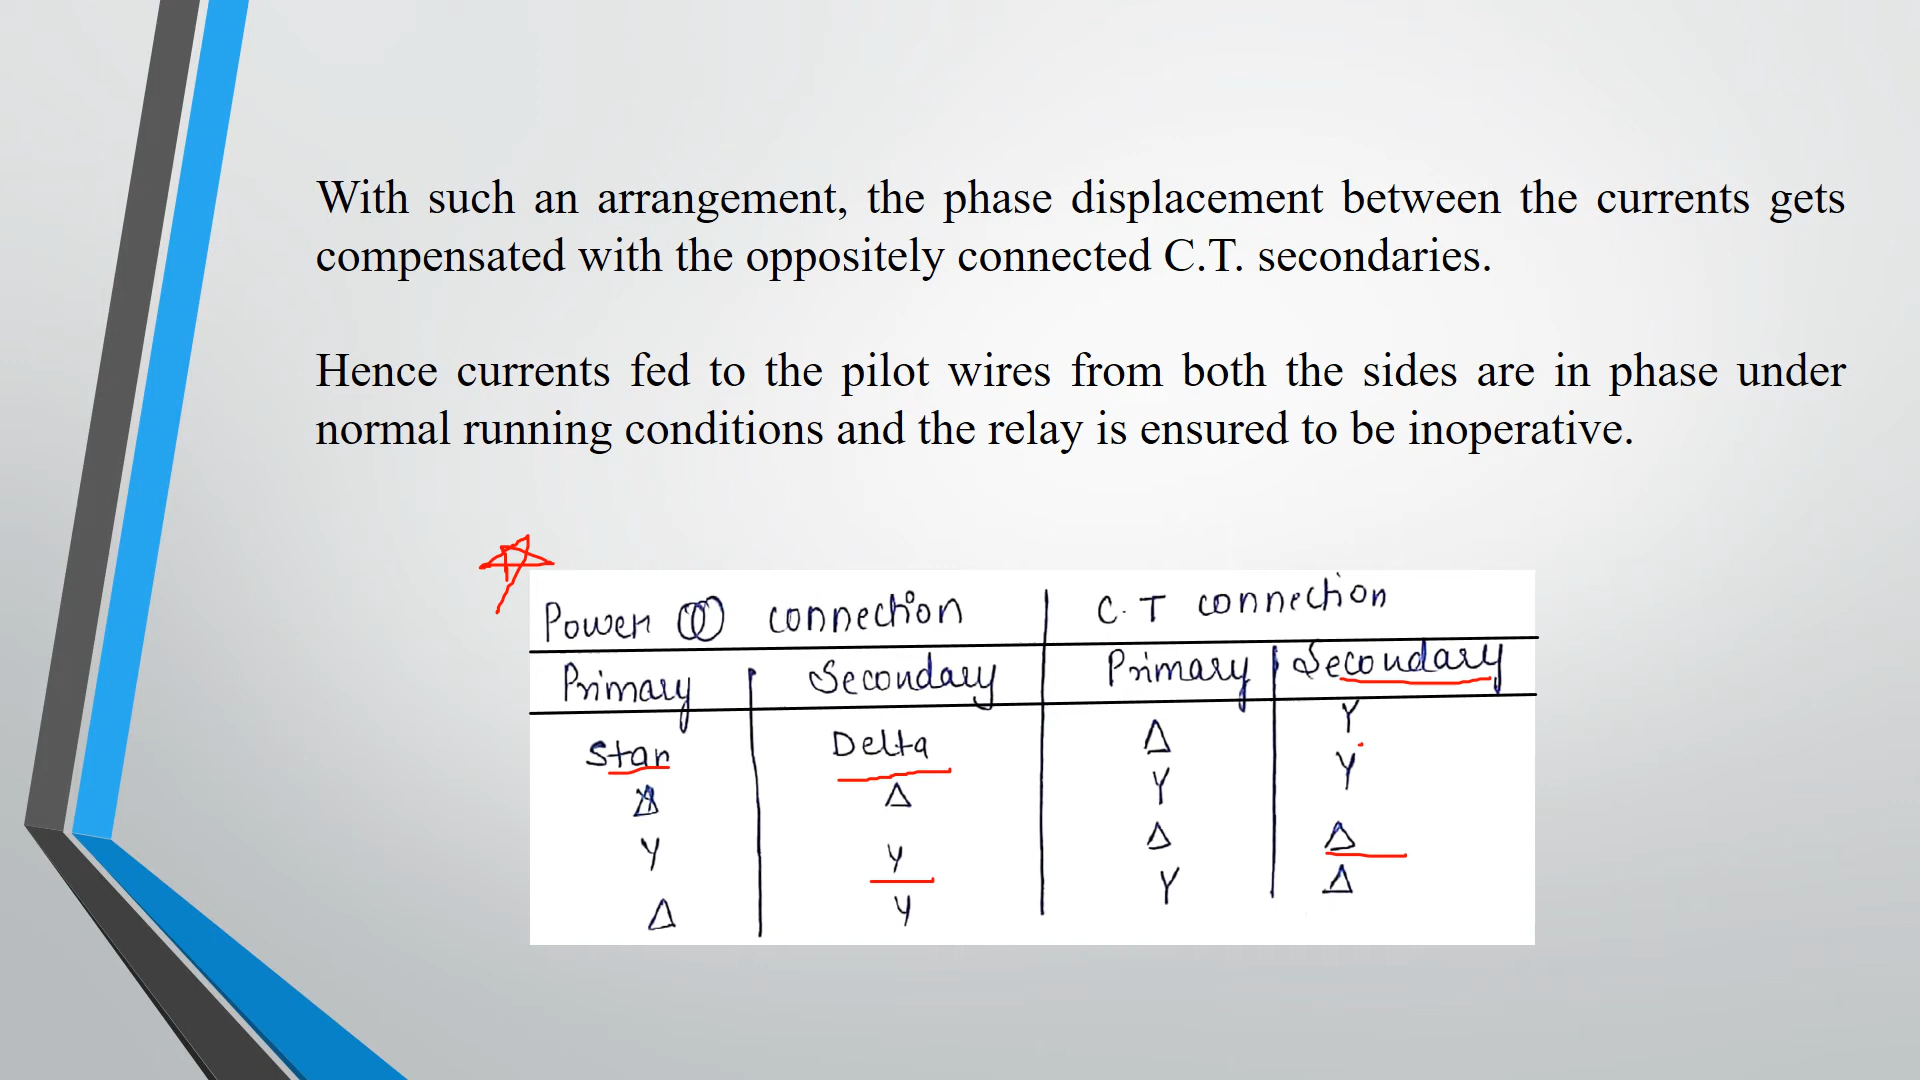 With such an arrangement, the phase displacement between the currents gets
compensated with the oppositely connected C.T. secondaries.
Hence currents fed to the pilot wires from both the sides are in phase under
normal running conditions and the relay is ensured to be inoperative.
Power connection C.T connection
Primary Secondary Primary Secondary
Star Delta Δ Y
Δ Δ Y Y
Y Y Δ Δ
Δ Y Y Δ